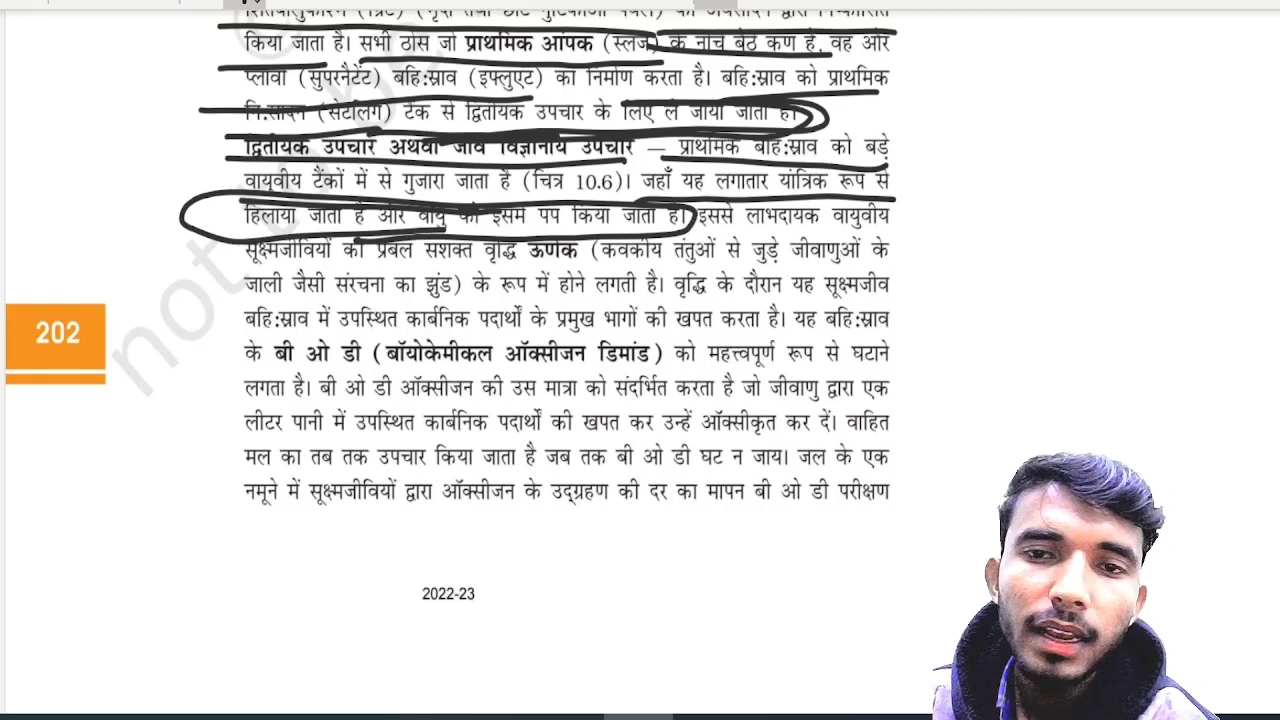 किया जाता है। सभी ठोस जो प्राथमिक आपंक (स्लज) के नीचे बैठे कण हैं, वह और
प्लावी (सुपरनैटेंट) बहि:स्राव (इफ्लुएंट) का निर्माण करता है। बहि:स्राव को प्राथमिक
नि:सादन (सेटलिंग) टैंक से द्वितीयक उपचार के लिए ले जाया जाता है।
द्वितीयक उपचार अथवा जीव विज्ञानीय उपचार — प्राथमिक बहि:स्राव को बड़े
वायुवीय टैंकों में से गुजारा जाता है (चित्र 10.6)। जहाँ यह लगातार यांत्रिक रूप से
हिलाया जाता है और वायु को इसमें पंप किया जाता है। इससे लाभदायक वायुवीय
सूक्ष्मजीवियों की प्रबल सशक्त वृद्धि ऊर्णक (कवकीय तंतुओं से जुड़े जीवाणुओं के
जाली जैसी संरचना का झुंड) के रूप में होने लगती है। वृद्धि के दौरान यह सूक्ष्मजीव
202
बहि:स्राव में उपस्थित कार्बनिक पदार्थों के प्रमुख भागों की खपत करता है। यह बहि:स्राव
के बी ओ डी (बॉयोकेमीकल ऑक्सीजन डिमांड) को महत्त्वपूर्ण रूप से घटाने
लगता है। बी ओ डी ऑक्सीजन की उस मात्रा को संदर्भित करता है जो जीवाणु द्वारा एक
लीटर पानी में उपस्थित कार्बनिक पदार्थों की खपत कर उन्हें ऑक्सीकृत कर दें। वाहित
मल का तब तक उपचार किया जाता है जब तक बी ओ डी घट न जाय। जल के एक
नमूने में सूक्ष्मजीवियों द्वारा ऑक्सीजन के उद्ग्रहण की दर का मापन बी ओ डी परीक्षण
2022-23
not to be